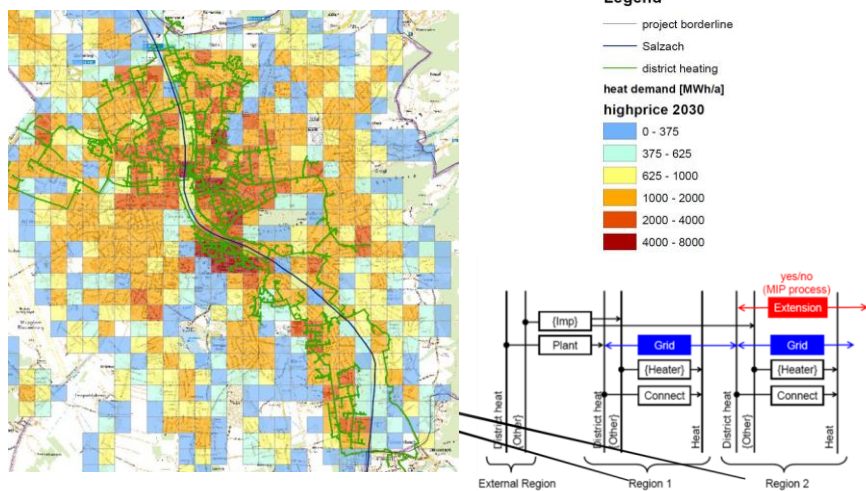 Legend
project borderline
Salzach
district heating
heat demand [MWh/a]
highprice 2030
0 - 375
375 - 625
625 - 1000
1000 - 2000
2000 - 4000
4000 - 8000
yes/no
(MIP process)
Extension
{Imp}
Plant
Grid
Grid
{Heater}
{Heater}
Connect
Connect
District heat
{Other}
District heat
{Other}
Heat
District heat
{Other}
Heat
External Region
Region 1
Region 2